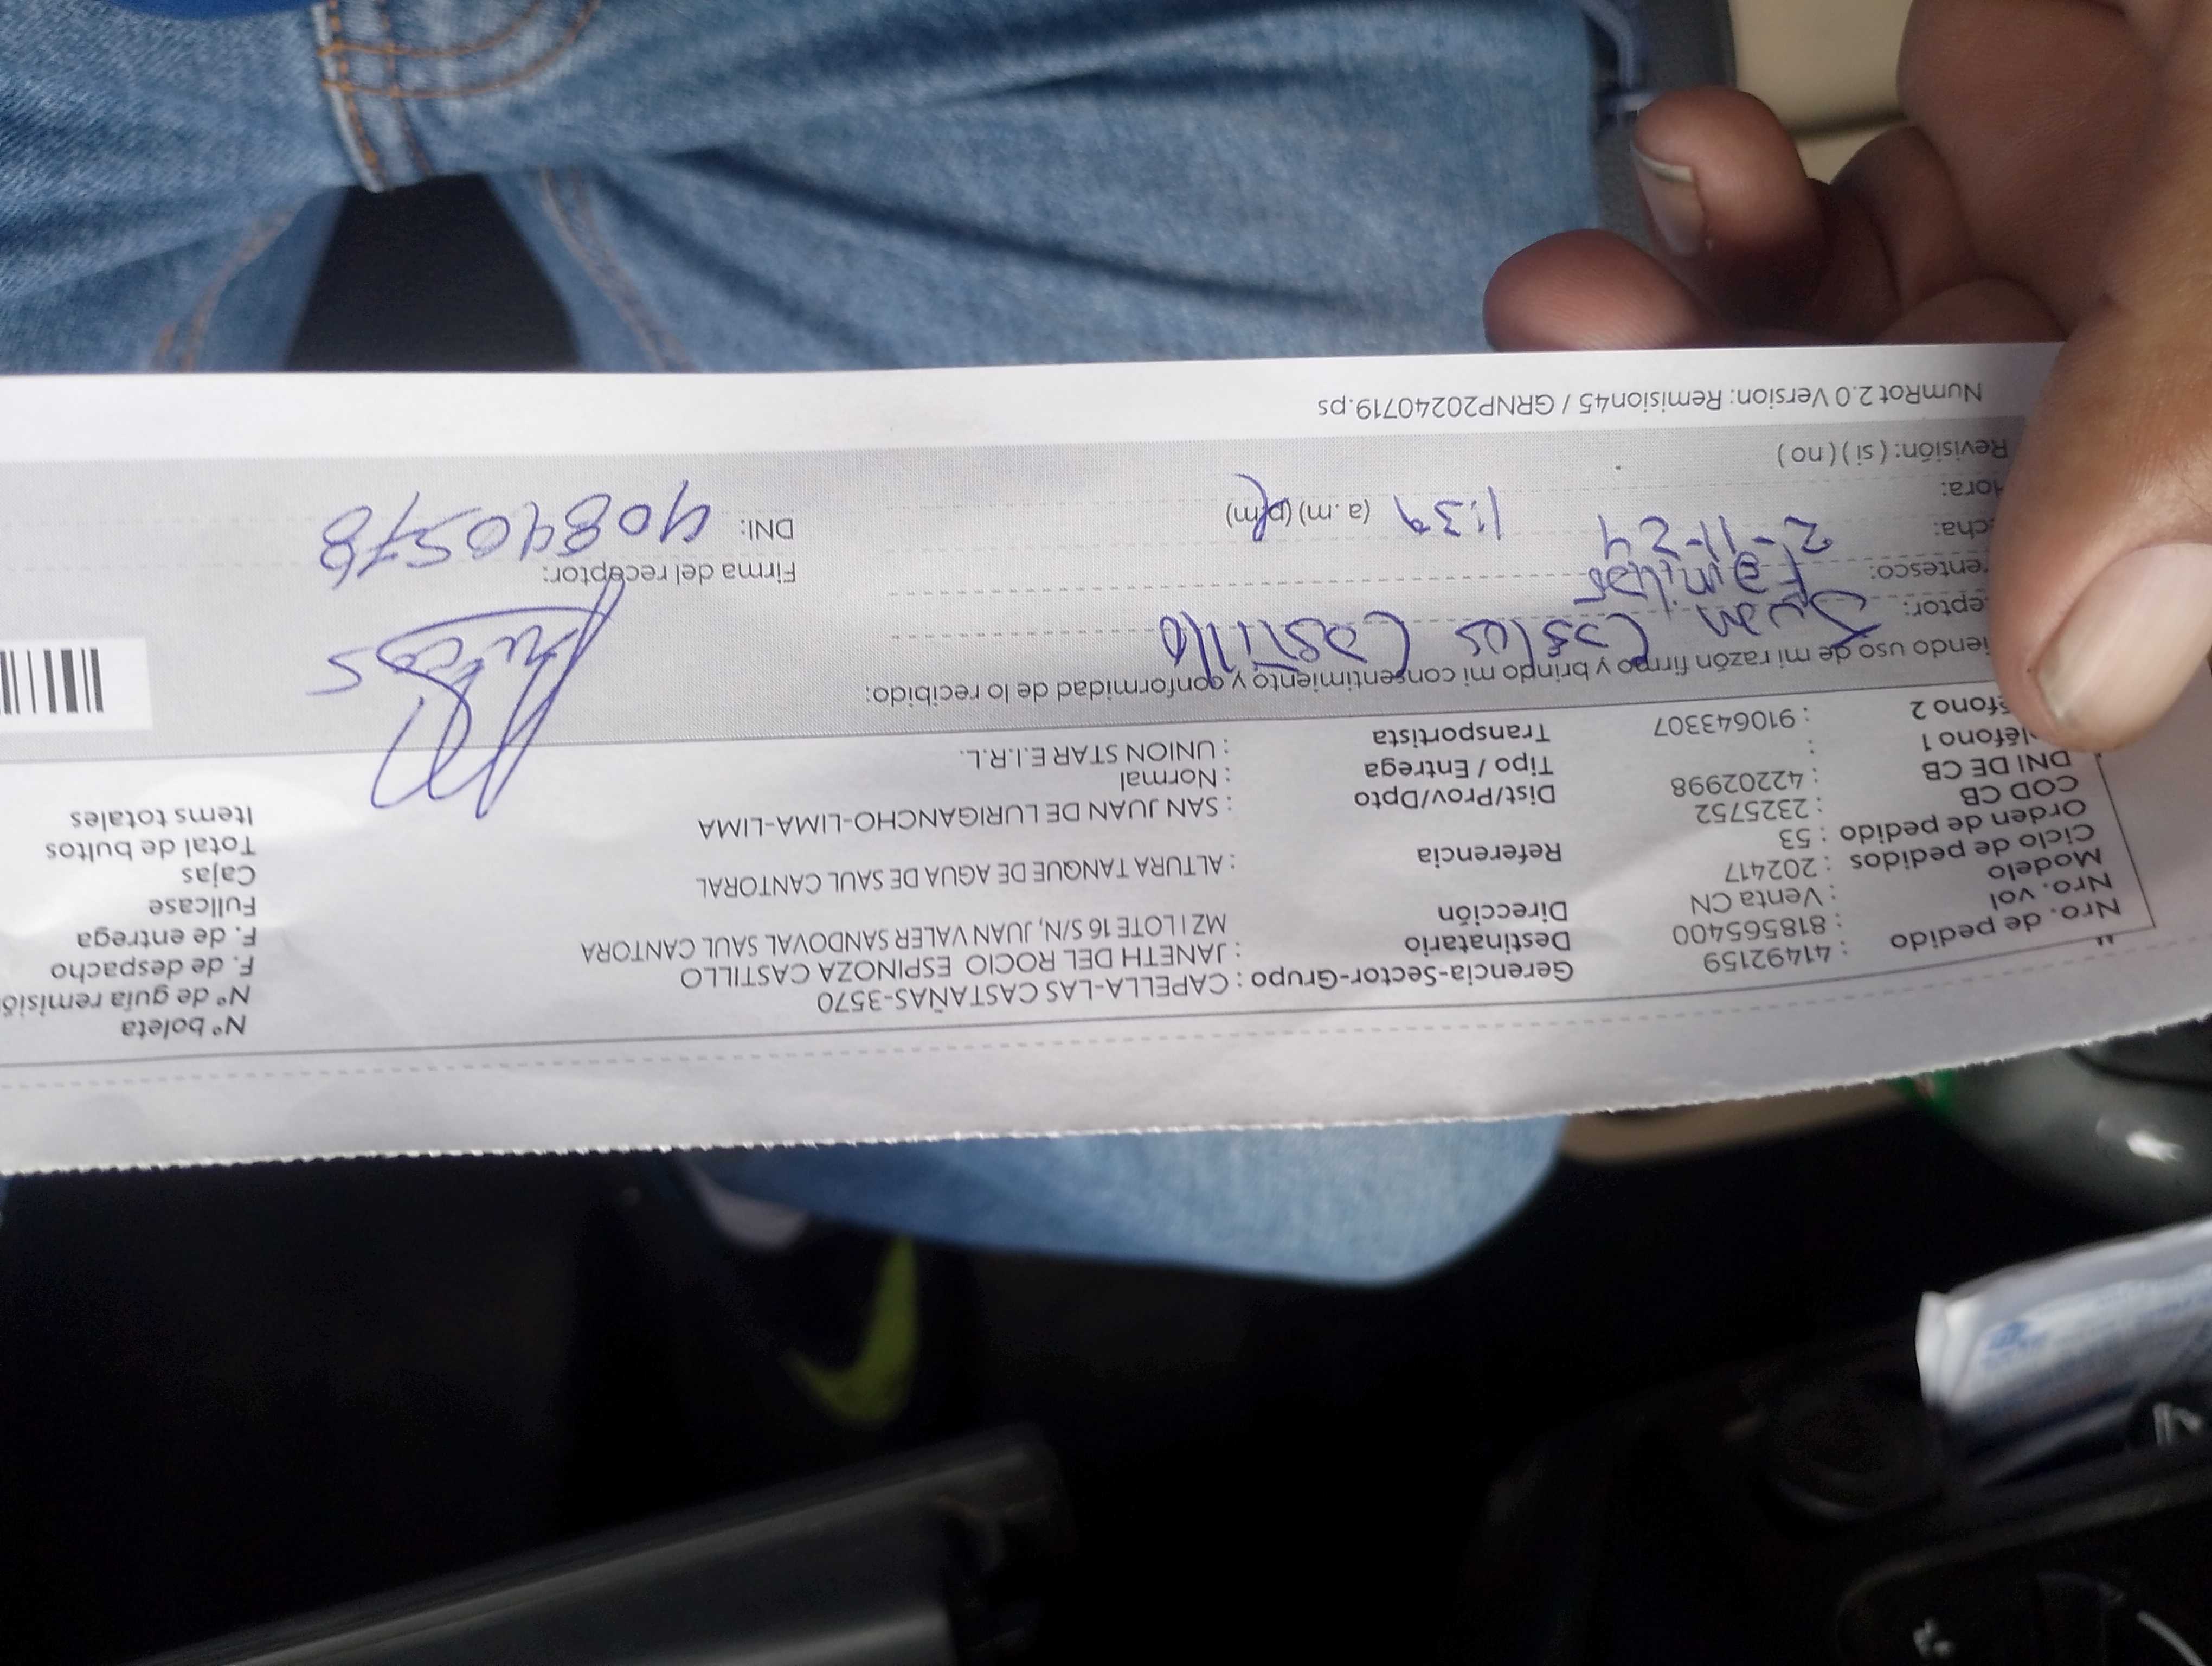 Nº boleta
Nº de guía remisió
F. de despacho
F. de entrega
Fullcase
Cajas
Total de bultos
Items totales
Gerencia-Sector-Grupo : CAPELLA-LAS CASTAÑAS-3570
Destinatario : JANETH DEL ROCIO ESPINOZA CASTILLO
Dirección MZ I LOTE 16 S/N, JUAN VALER SANDOVAL SAUL CANTORA
Referencia : ALTURA TANQUE DE AGUA DE SAUL CANTORAL
Dist/Prov/Dpto : SAN JUAN DE LURIGANCHO-LIMA-LIMA
Tipo / Entrega : Normal
Transportista : UNION STAR E.I.R.L.
Nro. de pedido : 41492159
Nro. vol : 818565400
Modelo : Venta CN
Ciclo de pedidos : 202417
Orden de pedido : 53
COD CB : 2325752
DNI DE CB : 42202998
léfono 1 :
éfono 2 : 910643307
iendo uso de mi razón firmo y brindo mi consentimiento y conformidad de lo recibido:
eptor: Juan Carlos Castillo
entesco: Familiar
cha: 2-11-24
Hora: 1:39 (a.m) (p.m)
Revisión: ( si ) ( no )
Firma del receptor:
DNI: 40840578
NumRot 2.0 Version: Remision45 / GRNP20240719.ps